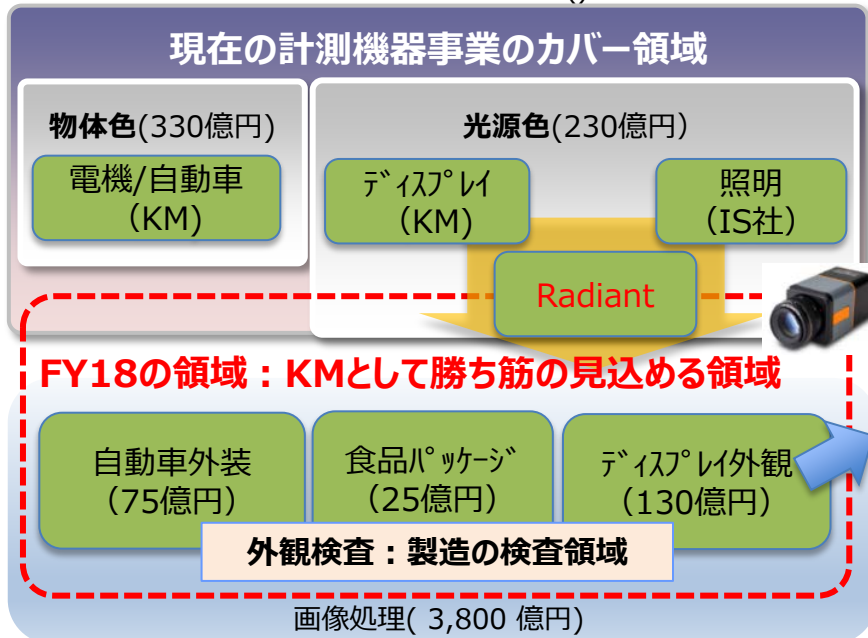 ()
現在の計測機器事業のカバー領域
物体色(330億円)
光源色(230億円)
電機/自動車
(KM)
ディスプレイ
(KM)
照明
(IS社)
Radiant
FY18の領域：KMとして勝ち筋の見込める領域
自動車外装
(75億円)
食品パッケージ
(25億円)
ディスプレイ外観
(130億円)
外観検査：製造の検査領域
画像処理( 3,800 億円)